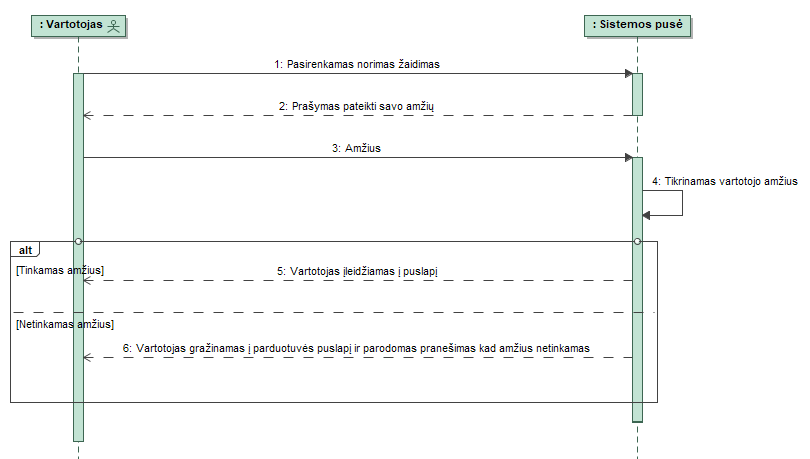 : Vartotojas
: Sistemos pusė
1: Pasirenkamas norimas žaidimas
2: Prašymas pateikti savo amžių
3: Amžius
4: Tikrinamas vartotojo amžius
alt
[Tinkamas amžius]
5: Vartotojas įleidžiamas į puslapį
[Netinkamas amžius]
6: Vartotojas gražinamas į parduotuvės puslapį ir parodomas pranešimas kad amžius netinkamas